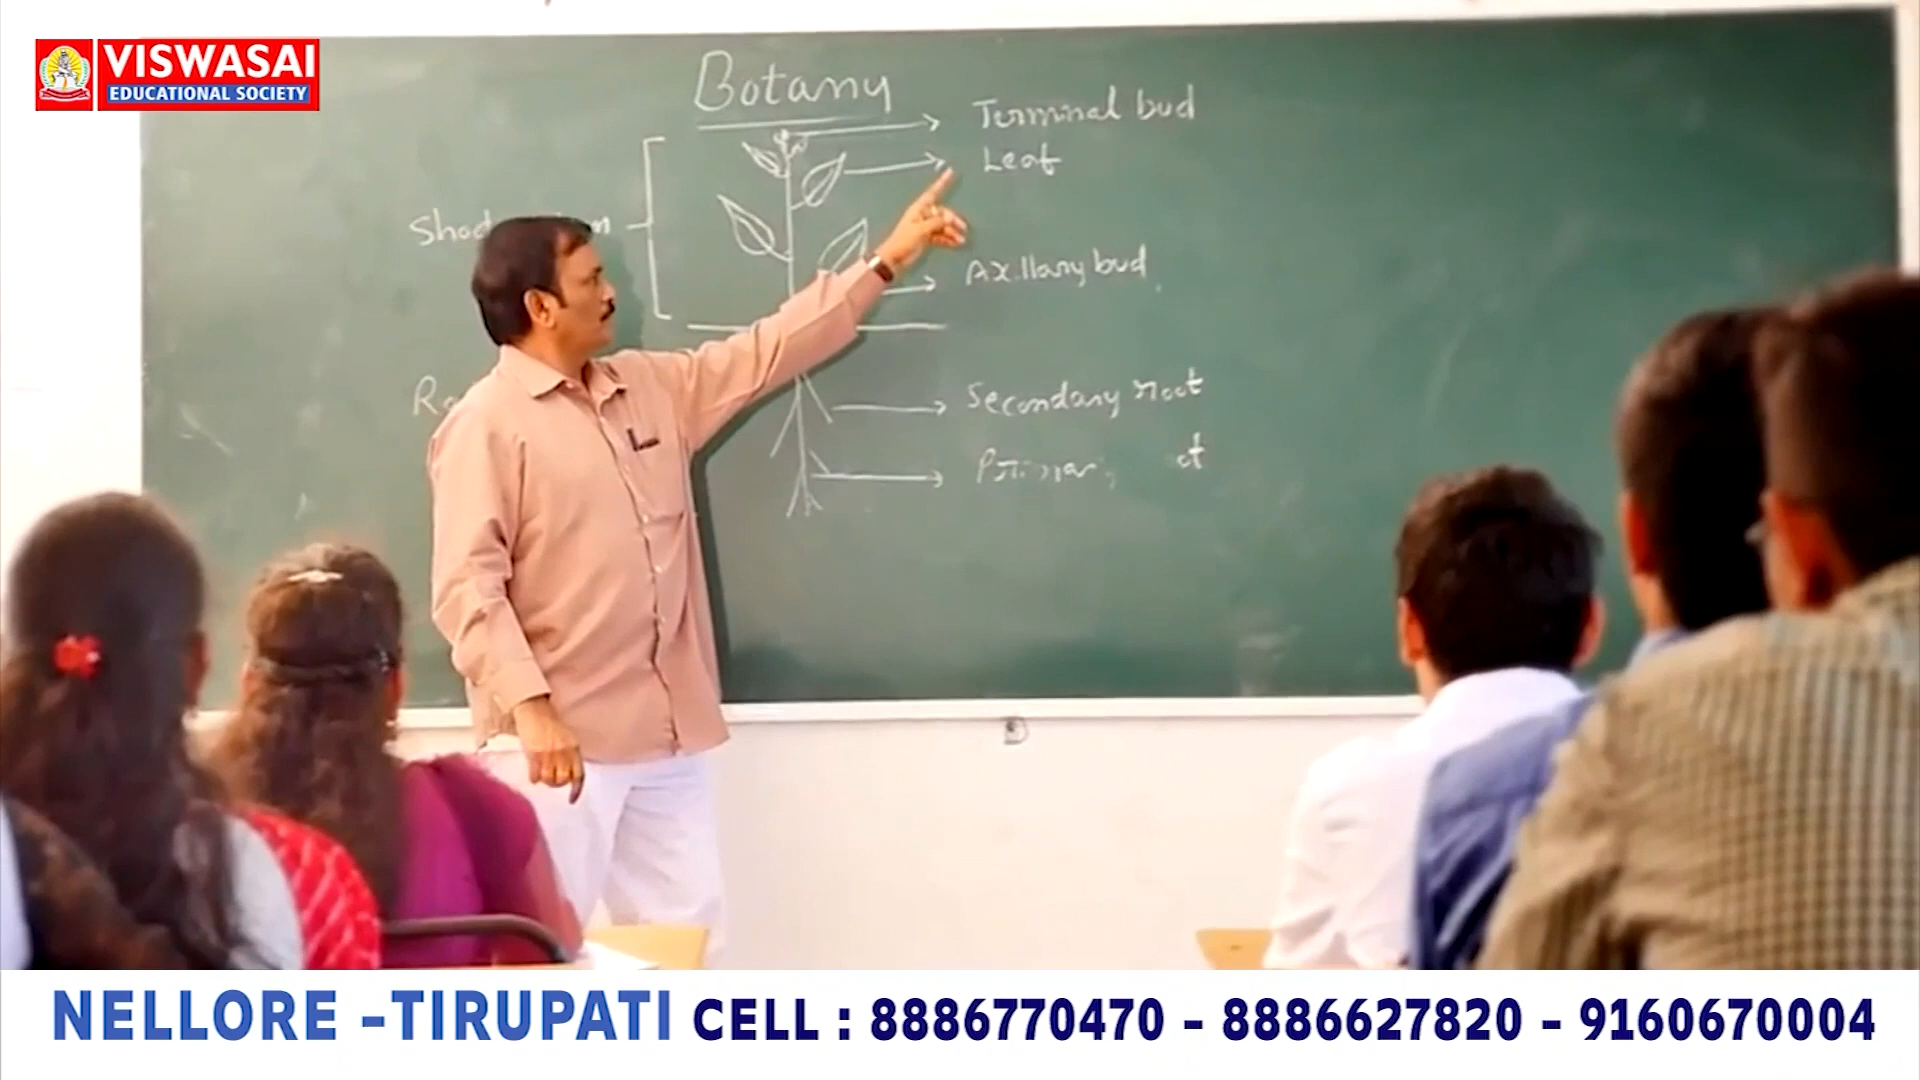 VISWASAI
EDUCATIONAL SOCIETY
Botany
Terminal bud
Leaf
Axillary bud
Secondary root
NELLORE -TIRUPATI CELL : 8886770470 - 8886627820 - 9160670004